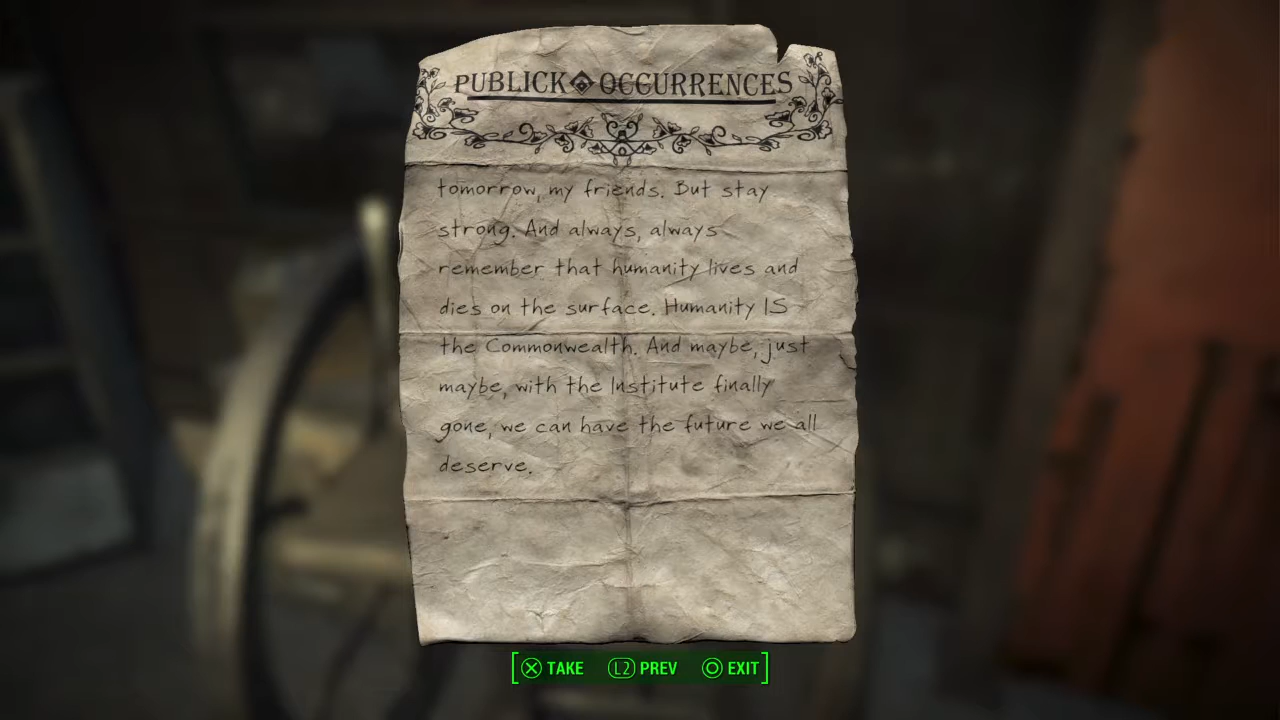 PUBLICK OCCURRENCES
tomorrow, my friends. But stay
strong. And always, always
remember that humanity lives and
dies on the surface. Humanity IS
the Commonwealth. And maybe, just
maybe, with the Institute finally
gone, we can have the future we all
deserve.
TAKE L2 PREV EXIT